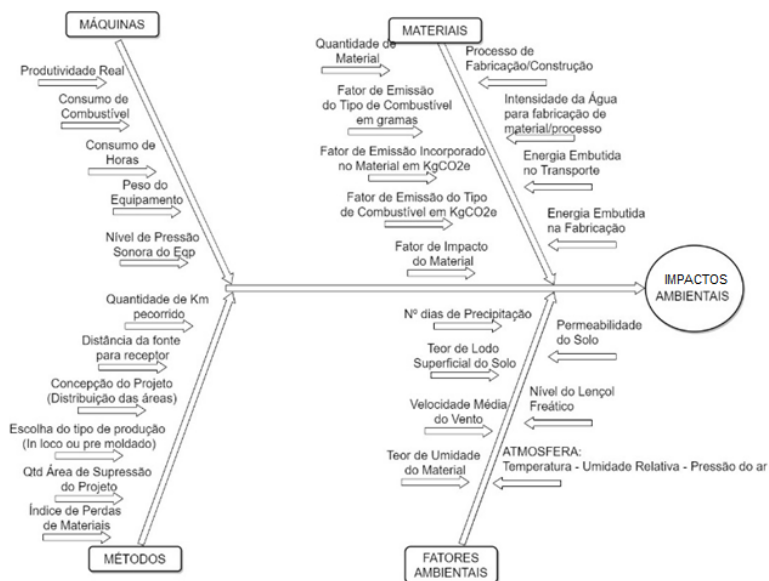 MÁQUINAS
Produtividade Real
Consumo de
Combustível
Consumo de
Horas
Peso do
Equipamento
Nível de Pressão
Sonora do Eqp
MATERIAIS
Quantidade de
Material
Fator de Emissão
do Tipo de Combustível
em gramas
Fator de Emissão Incorporado
no Material em KgCO2e
Fator de Emissão do Tipo
de Combustível em KgCO2e
Fator de Impacto
do Material
Processo de
Fabricação/Construção
Intensidade da Água
para fabricação de
material/processo
Energia Embutida
no Transporte
Energia Embutida
na Fabricação
IMPACTOS
AMBIENTAIS
Quantidade de Km
pecorrido
Distância da fonte
para receptor
Concepção do Projeto
(Distribuição das áreas)
Escolha do tipo de produção
(In loco ou pre moldado)
Qtd Área de Supressão
do Projeto
Índice de Perdas
de Materiais
MÉTODOS
Nº dias de Precipitação
Teor de Lodo
Superficial do Solo
Velocidade Média
do Vento
Teor de Umidade
do Material
Permeabilidade
do Solo
Nível do Lençol
Freático
ATMOSFERA:
Temperatura - Umidade Relativa - Pressão do ar
FATORES
AMBIENTAIS